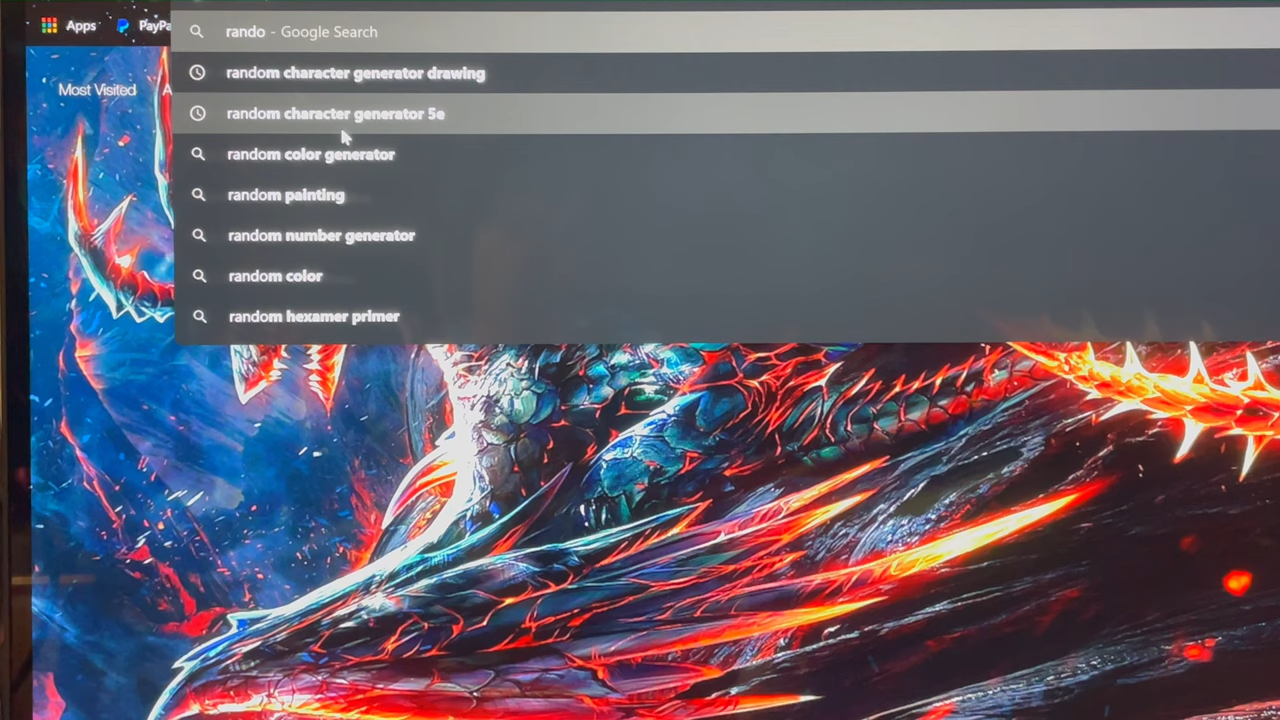 Apps
PayPa
rando - Google Search
random character generator drawing
Most Visited
A
random character generator 5e
random color generator
random painting
random number generator
random color
random hexamer primer